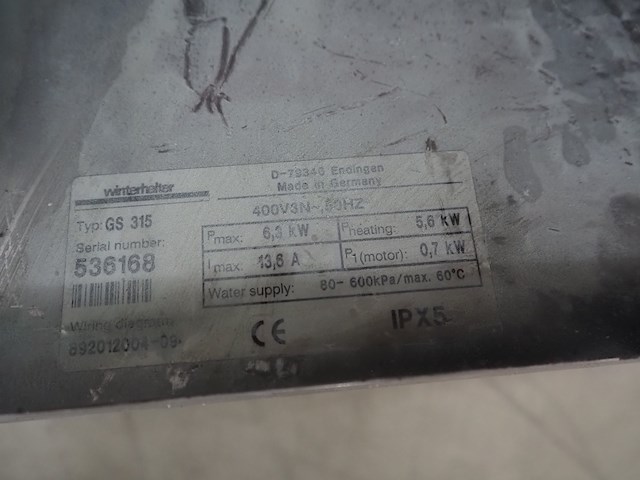 winterhalter
D-79346 Endingen
Made in Germany
Typ: GS 315
400V3N~,50HZ
Serial number:
536168
Pmax: 6,3 kW
Pheating: 5,6 kW
Imax: 13,6 A
P1(motor): 0,7 kW
Water supply: 80- 600kPa/max. 60°C
Wiring diagram:
892012004-09
CE
IPX5